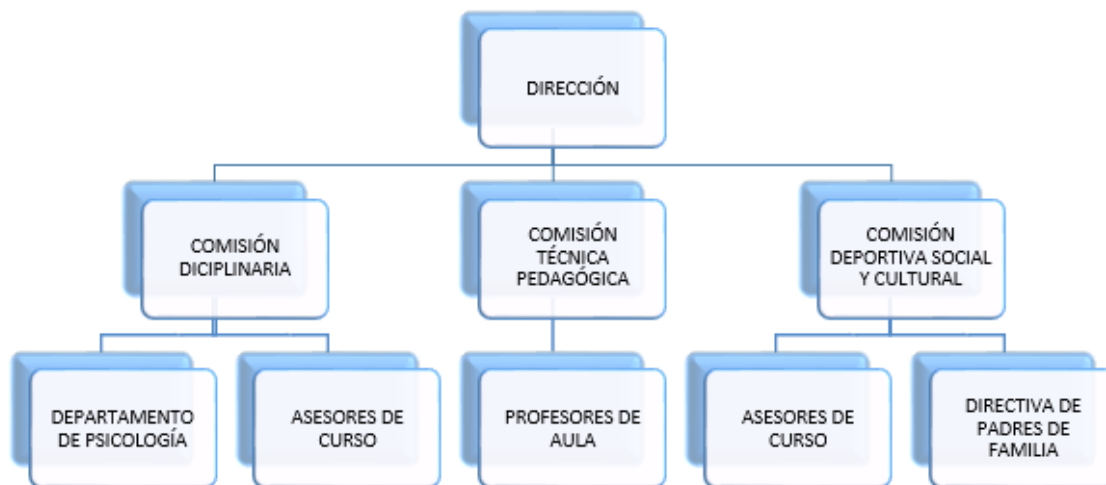 DIRECCIÓN
COMISIÓN
DICIPLINARIA
COMISIÓN
TÉCNICA
PEDAGÓGICA
COMISIÓN
DEPORTIVA SOCIAL
Y CULTURAL
DEPARTAMENTO
DE PSICOLOGÍA
ASESORES DE
CURSO
PROFESORES DE
AULA
ASESORES DE
CURSO
DIRECTIVA DE
PADRES DE
FAMILIA